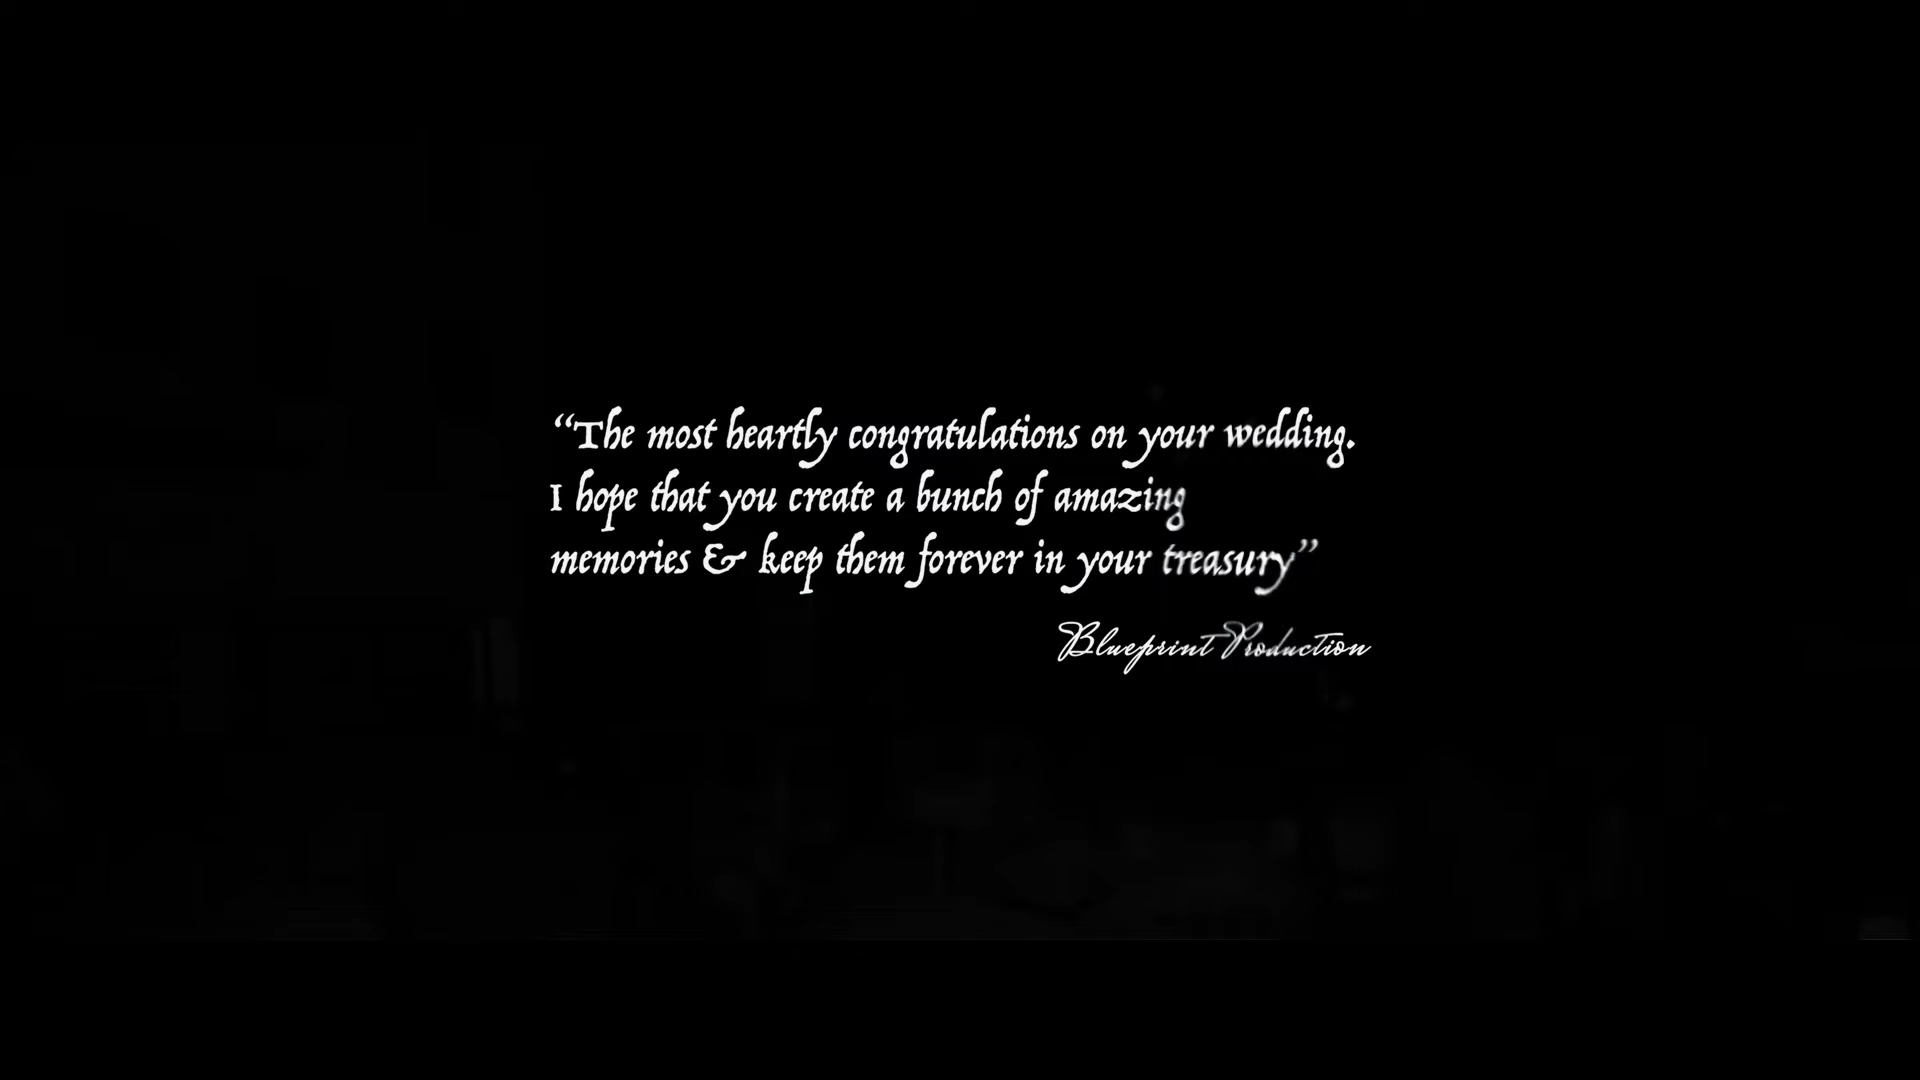 “The most heartly congratulations on your wedding.
I hope that you create a bunch of amazing
memories & keep them forever in your treasury”
Blueprint Production